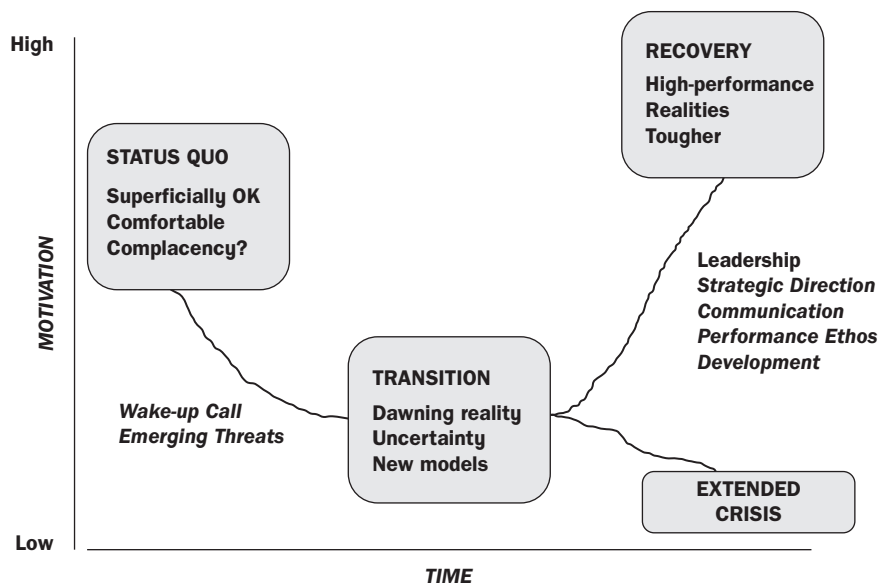 High
RECOVERY
High-performance
Realities
Tougher
STATUS QUO
Superficially OK
Comfortable
Complacency?
MOTIVATION
Leadership
Strategic Direction
Communication
Performance Ethos
Development
TRANSITION
Dawning reality
Uncertainty
New models
Wake-up Call
Emerging Threats
EXTENDED
CRISIS
Low
TIME